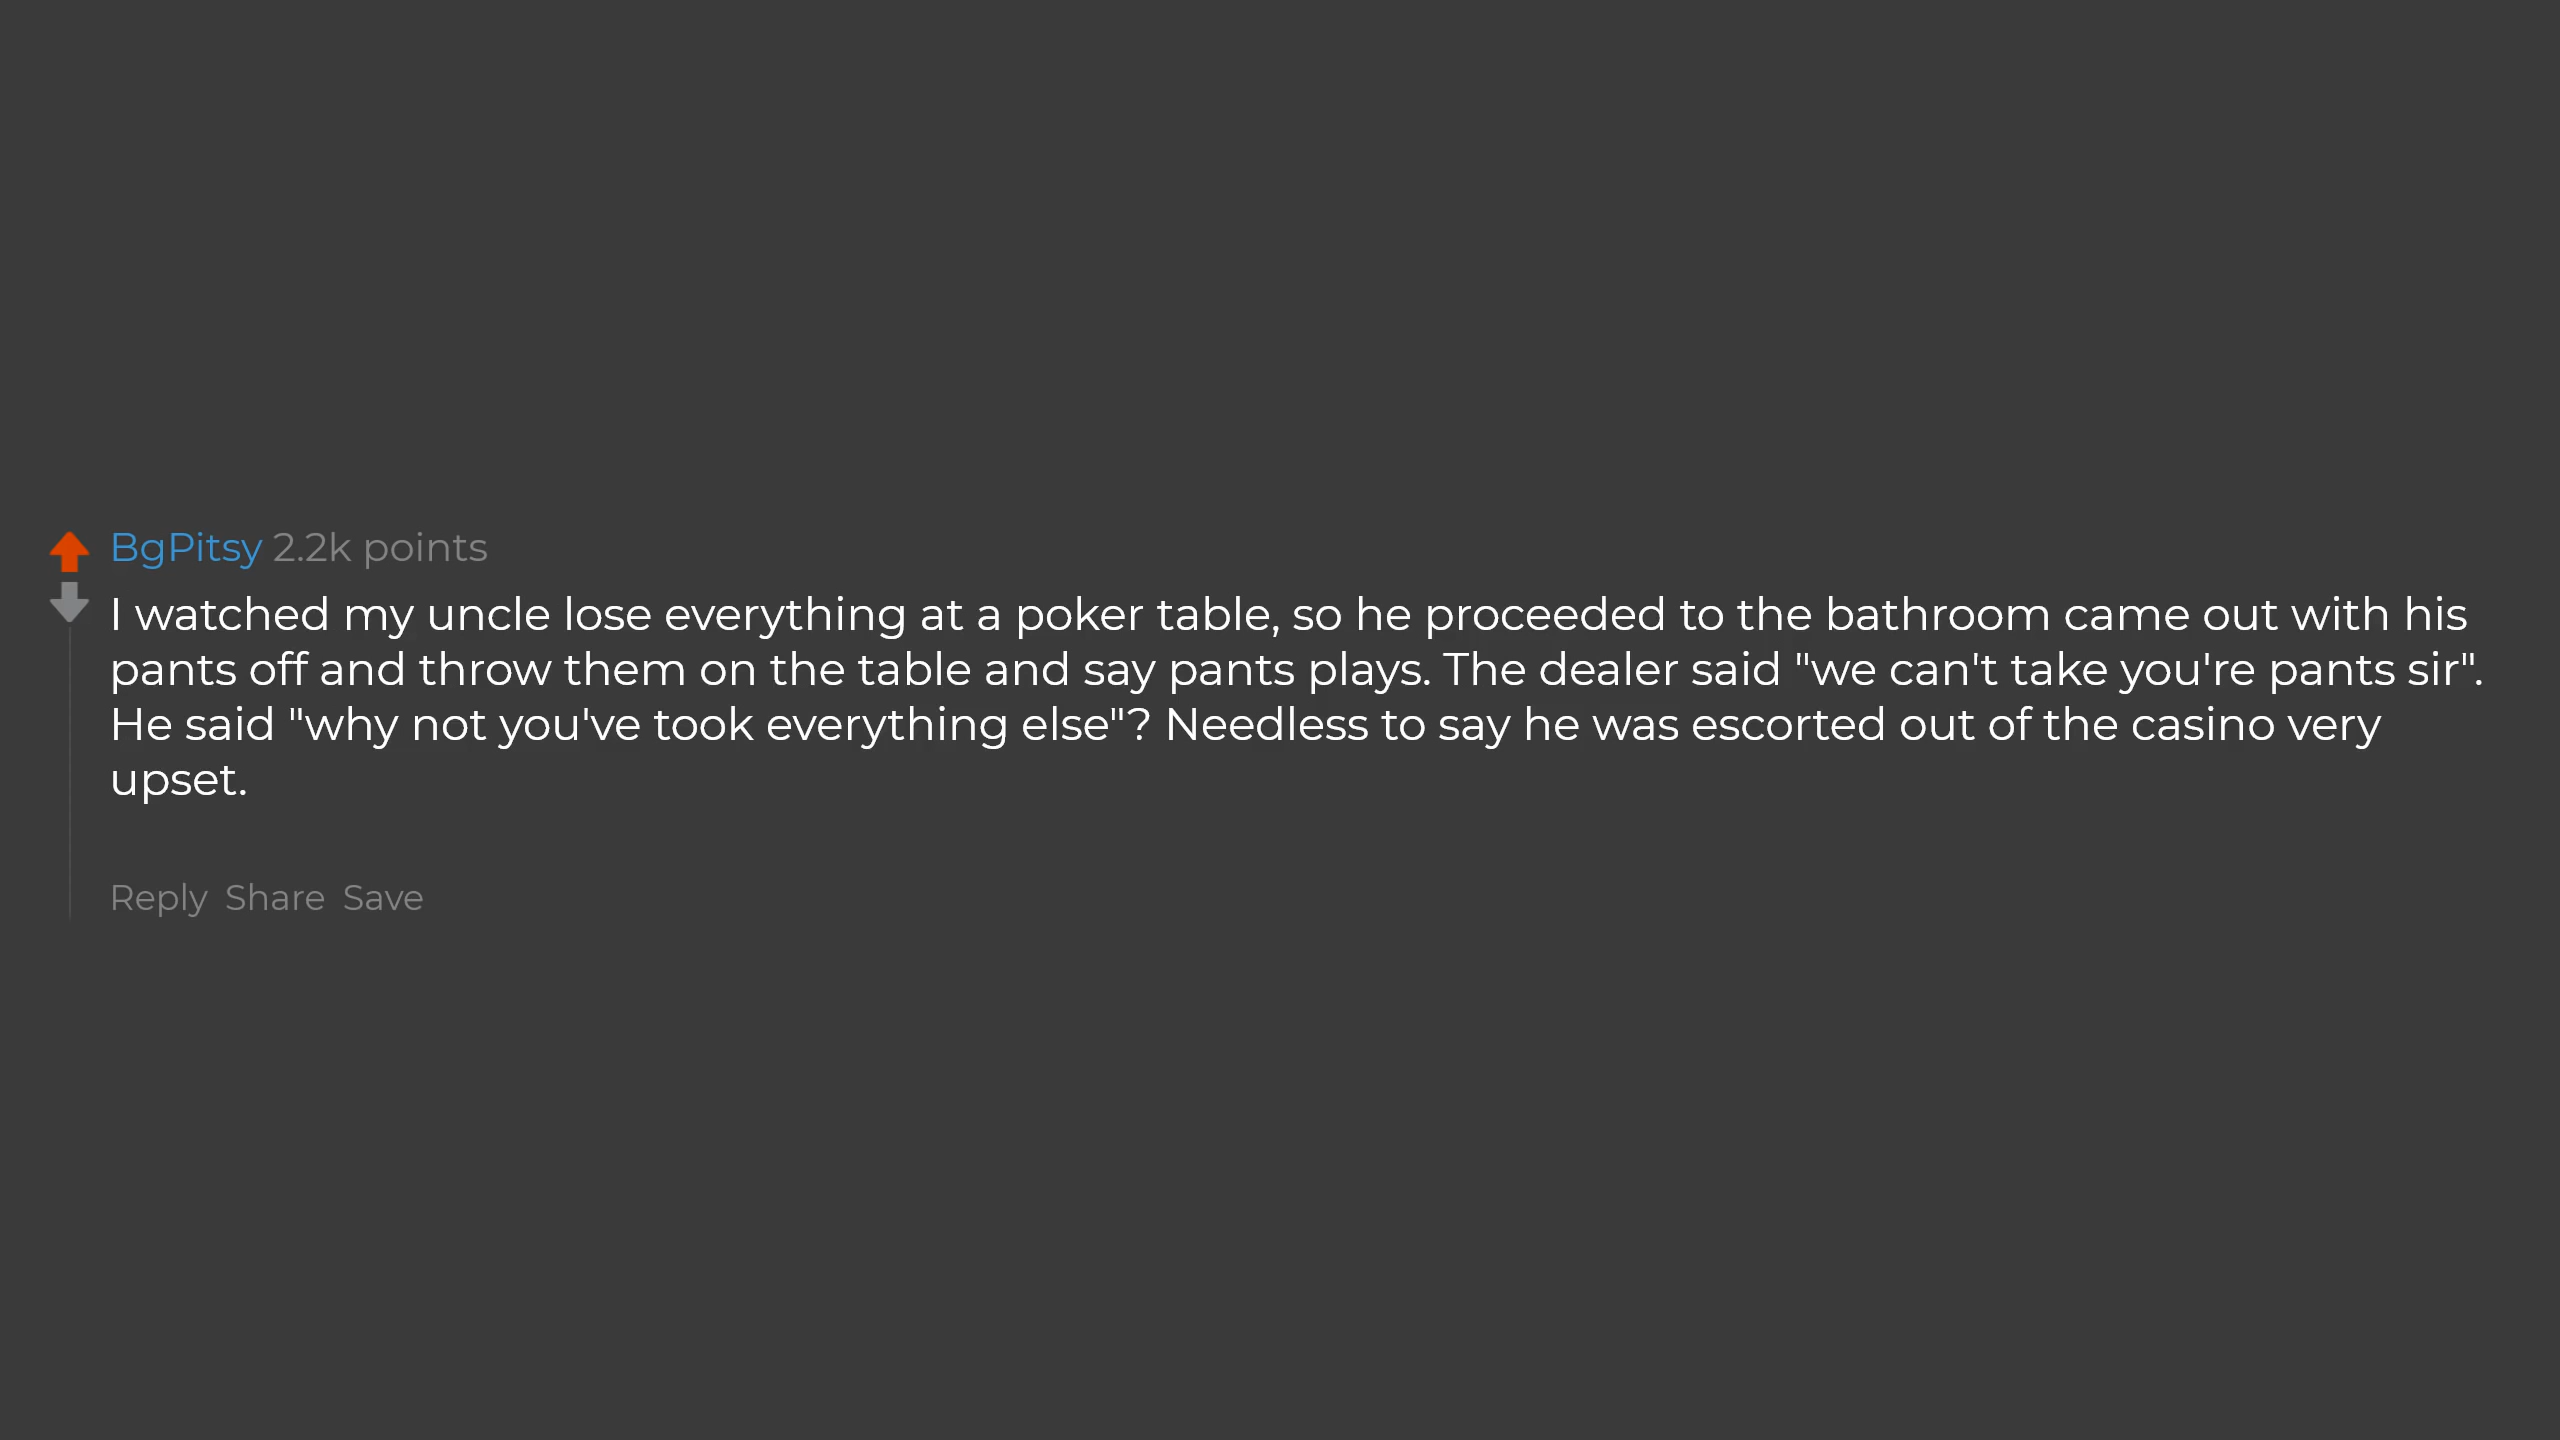 BgPitsy 2.2k points
I watched my uncle lose everything at a poker table, so he proceeded to the bathroom came out with his
pants off and throw them on the table and say pants plays. The dealer said "we can't take you're pants sir".
He said "why not you've took everything else"? Needless to say he was escorted out of the casino very
upset.
Reply Share Save